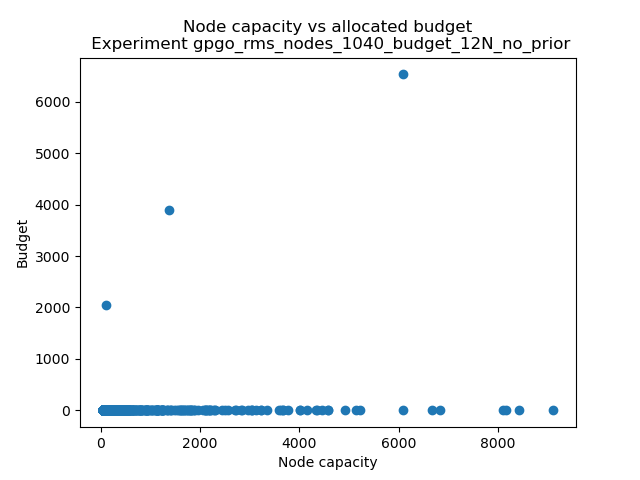 Node capacity vs allocated budget
Experiment gpgo_rms_nodes_1040_budget_12N_no_prior
6000
5000
4000
3000
2000
1000
0
Budget
0 2000 4000 6000 8000
Node capacity